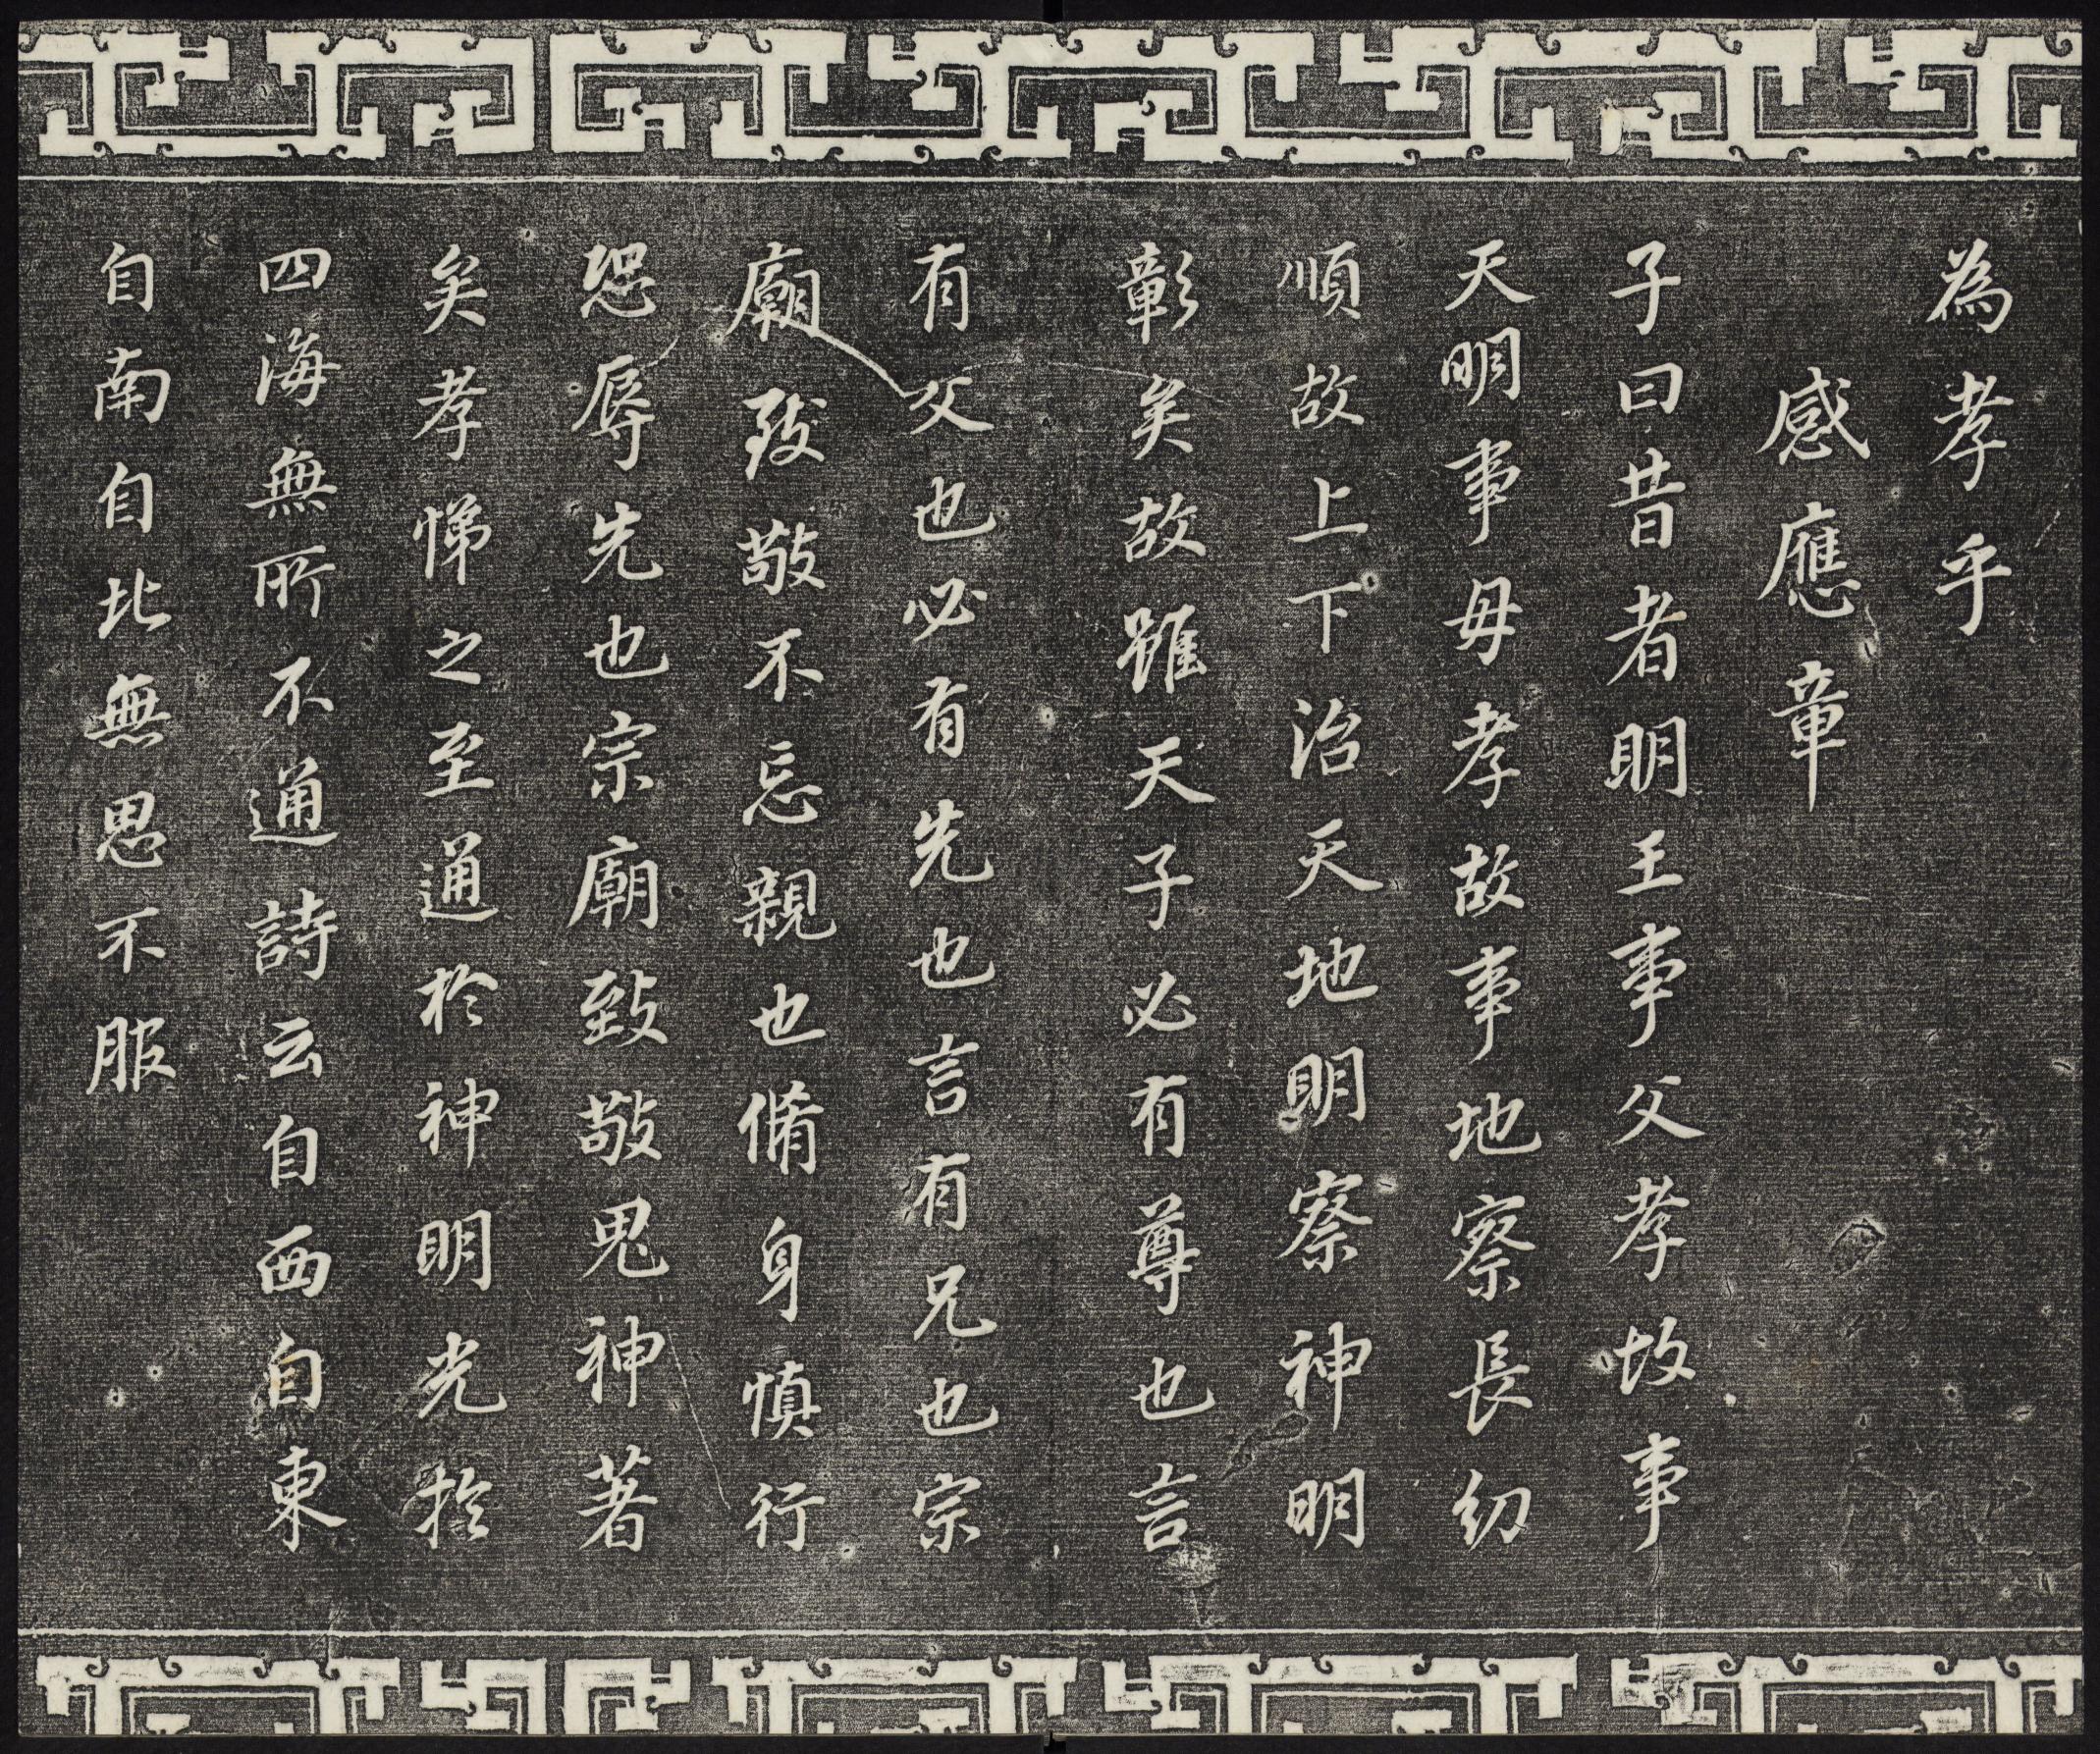 為孝乎
感應章
子曰昔者明王事父孝故事
天明事母孝故事地察長幼
順故上下治天地明察神明
彰矣故雖天子必有尊也言
有父也必有先也言有兄也宗
廟致敬不忘親也脩身慎行
恐辱先也宗廟致敬鬼神著
矣孝悌之至通於神明光於
四海無所不通詩云自西自東
自南自北無思不服